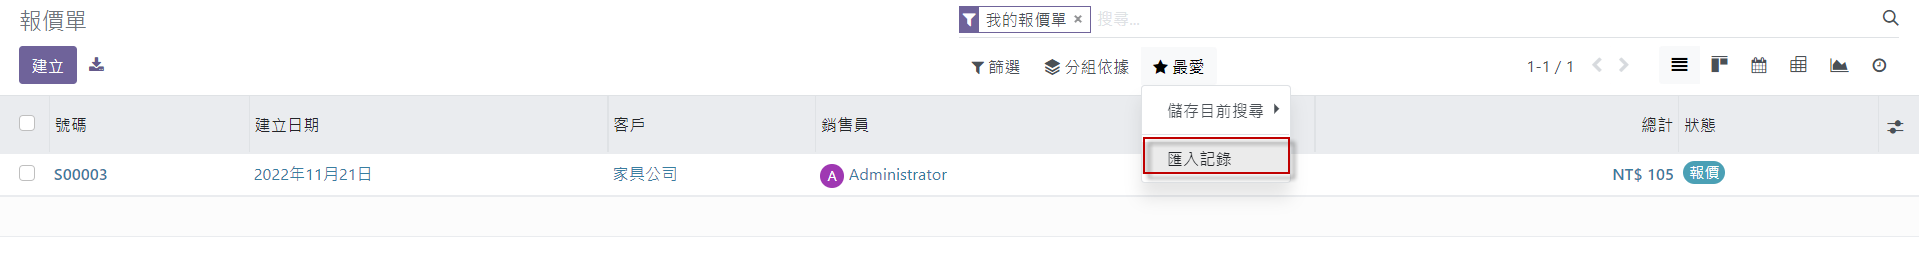 報價單
我的報價單 × 搜尋...
建立
篩選 分組依據 最愛 1-1 / 1
儲存目前搜尋
匯入記錄
號碼 建立日期 客戶 銷售員 總計 狀態
S00003 2022年11月21日 家具公司 A Administrator NT$ 105 報價